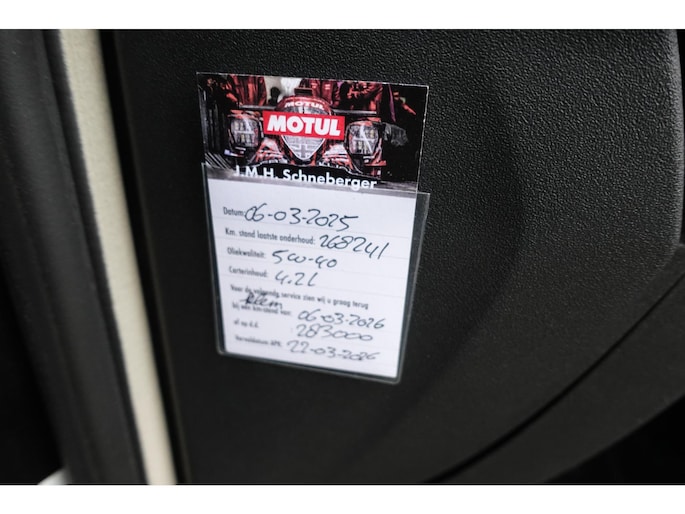 MOTUL
MOTUL
J.M.H. Schneberger
Datum: 06-03-2025
Km. stand laatste onderhoud: 268241
Oliekwaliteit: 5w-40
Carterinhoud: 4.2L
Voor de volgende service zien wij u graag terug
bij een km-stand van: 06-03-2026
of op d.d. : 283000
Vervaldatum APK: 22-03-2026